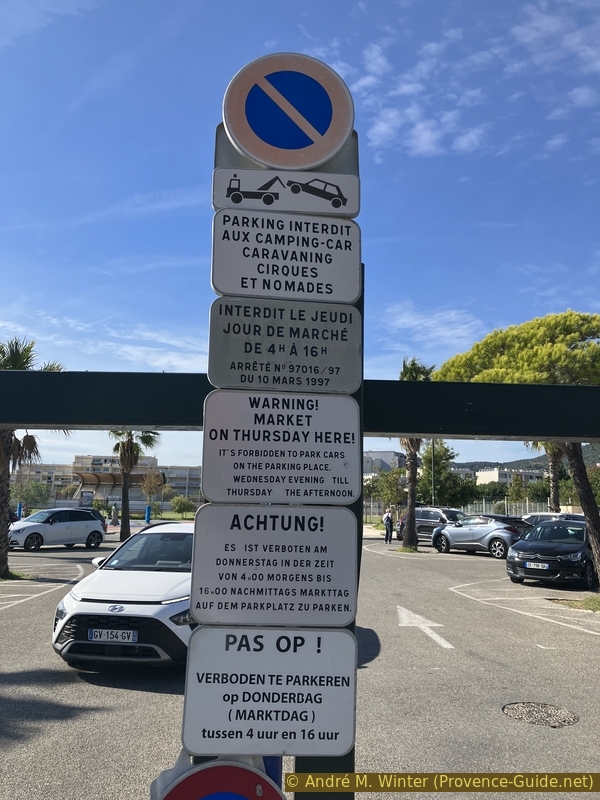 PARKING INTERDIT
AUX CAMPING-CAR
CARAVANING
CIRQUES
ET NOMADES
INTERDIT LE JEUDI
JOUR DE MARCHÉ
DE 4H À 16H
ARRÊTÉ No 97016/97
DU 10 MARS 1997
WARNING!
MARKET
ON THURSDAY HERE!
IT'S FORBIDDEN TO PARK CARS
ON THE PARKING PLACE.
WEDNESDAY EVENING TILL
THURSDAY THE AFTERNOON.
ACHTUNG!
ES IST VERBOTEN AM
DONNERSTAG IN DER ZEIT
VON 4.00 MORGENS BIS
16.00 NACHMITTAGS MARKTTAG
AUF DEM PARKPLATZ ZU PARKEN.
PAS OP !
VERBODEN TE PARKEREN
op DONDERBAG
( MARKTDAG )
tussen 4 uur en 16 uur
GV-154-GV
© André M. Winter (Provence-Guide.net)